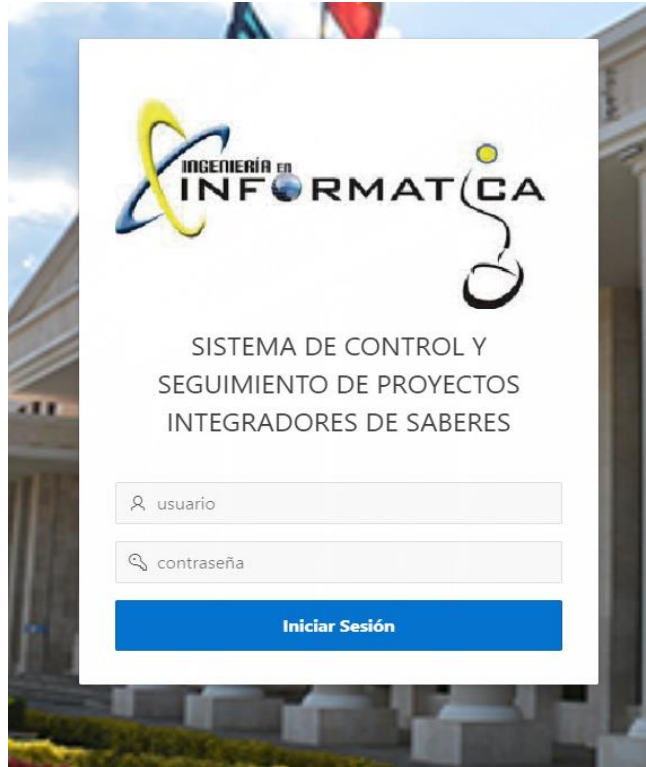 INGENIERÍA EN
INFORMATICA
SISTEMA DE CONTROL Y
SEGUIMIENTO DE PROYECTOS
INTEGRADORES DE SABERES
usuario
contraseña
Iniciar Sesión